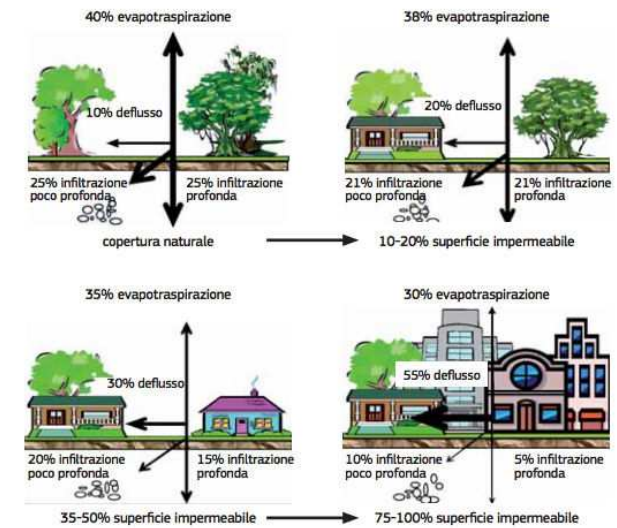 40% evapotraspirazione
10% deflusso
25% infiltrazione
poco profonda
25% infiltrazione
profonda
copertura naturale
38% evapotraspirazione
20% deflusso
21% infiltrazione
poco profonda
21% infiltrazione
profonda
10-20% superficie impermeabile
35% evapotraspirazione
30% deflusso
20% infiltrazione
poco profonda
15% infiltrazione
profonda
35-50% superficie impermeabile
30% evapotraspirazione
55% deflusso
10% infiltrazione
poco profonda
5% infiltrazione
profonda
75-100% superficie impermeabile